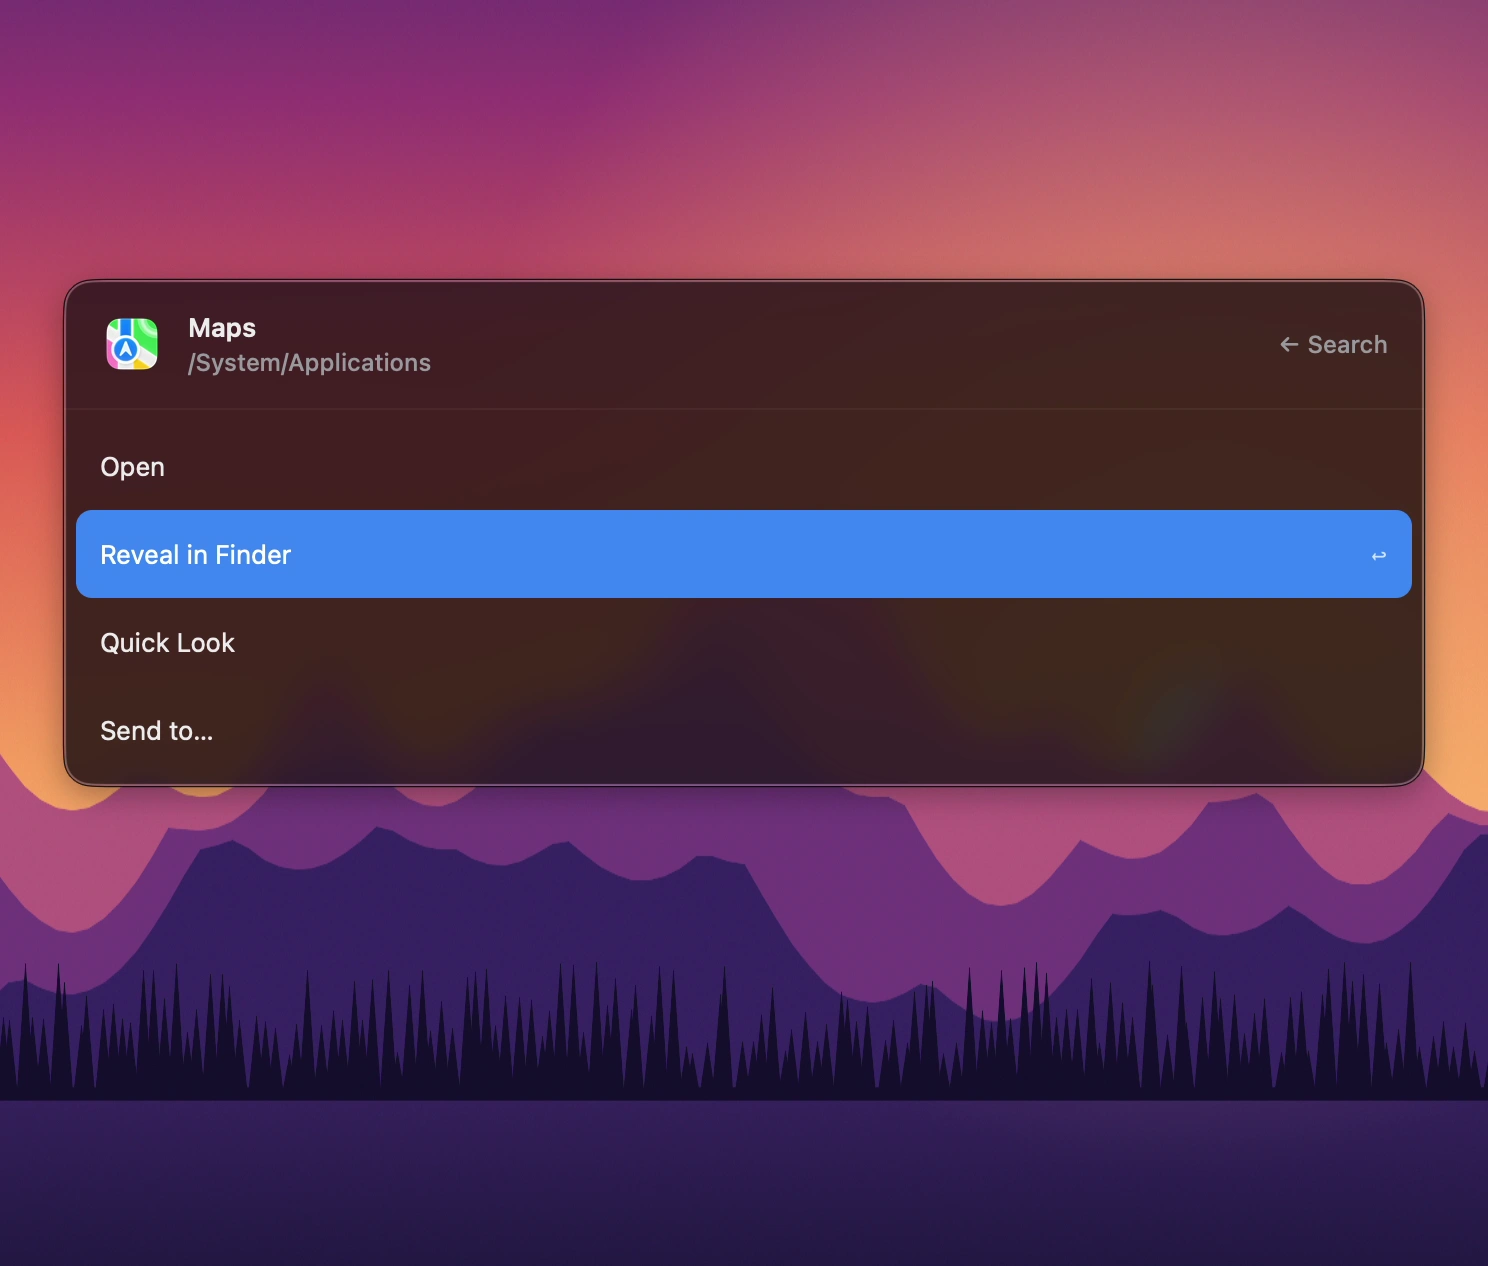 Maps
/System/Applications
← Search
Open
Reveal in Finder ↩
Quick Look
Send to...